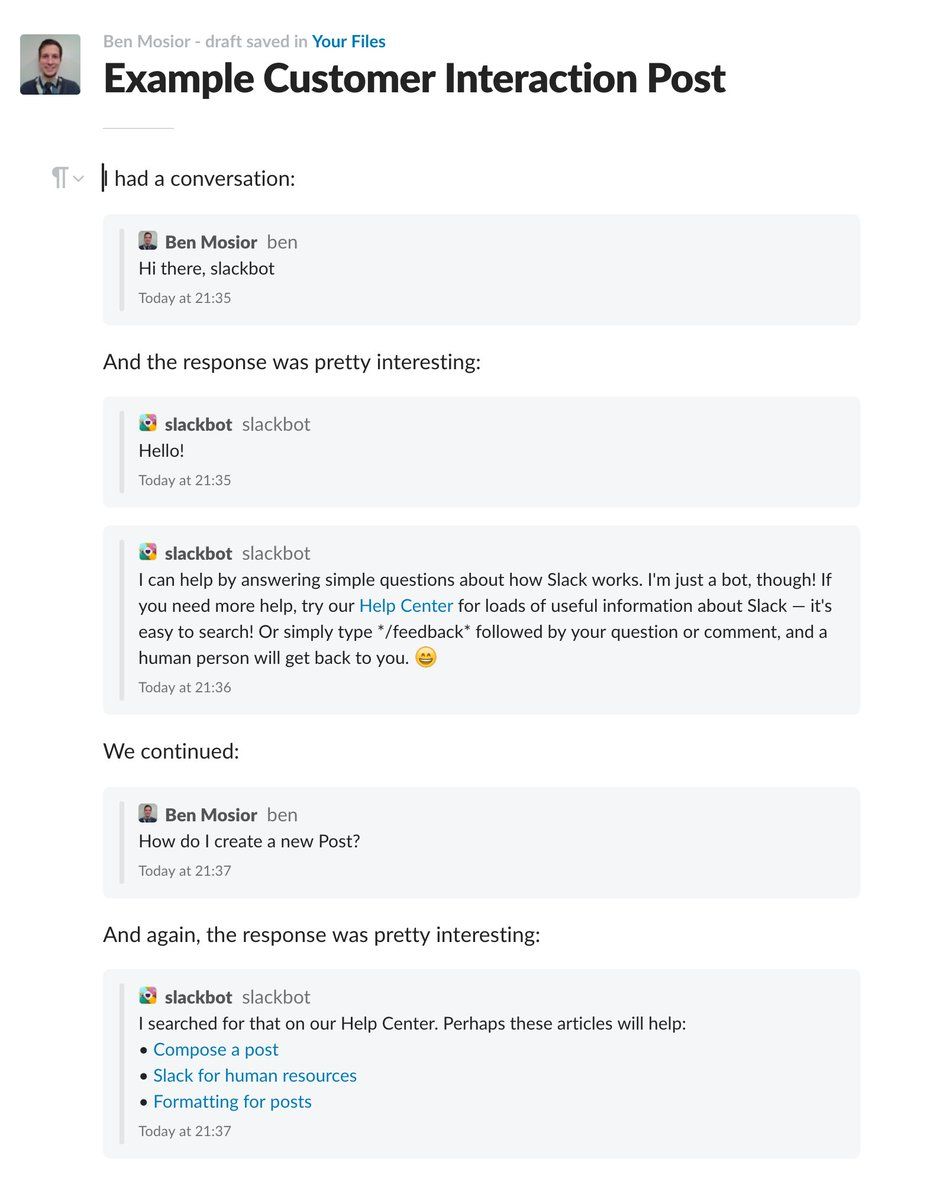 Ben Mosior - draft saved in Your Files
Example Customer Interaction Post
I had a conversation:
Ben Mosior ben
Hi there, slackbot
Today at 21:35
And the response was pretty interesting:
slackbot slackbot
Hello!
Today at 21:35
slackbot slackbot
I can help by answering simple questions about how Slack works. I'm just a bot, though! If
you need more help, try our Help Center for loads of useful information about Slack — it's
easy to search! Or simply type */feedback* followed by your question or comment, and a
human person will get back to you. 😄
Today at 21:36
We continued:
Ben Mosior ben
How do I create a new Post?
Today at 21:37
And again, the response was pretty interesting:
slackbot slackbot
I searched for that on our Help Center. Perhaps these articles will help:
• Compose a post
• Slack for human resources
• Formatting for posts
Today at 21:37